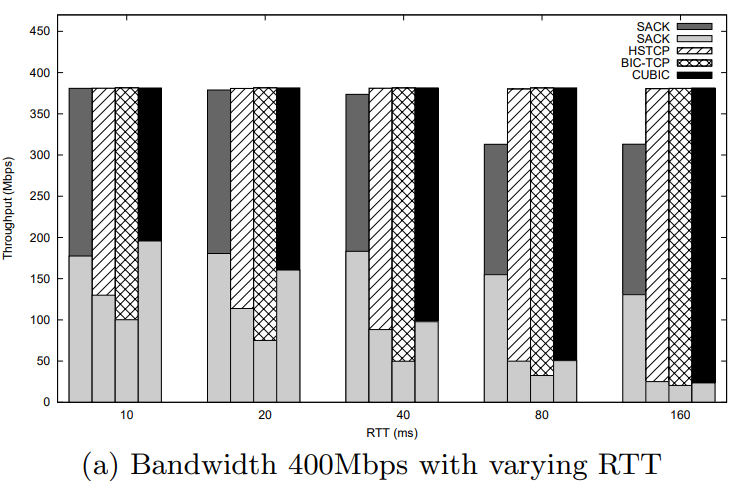 450
400
350
300
250
200
150
100
50
0
Throughput (Mbps)
SACK
SACK
HSTCP
BIC-TCP
CUBIC
10 20 40 80 160
RTT (ms)
(a) Bandwidth 400Mbps with varying RTT